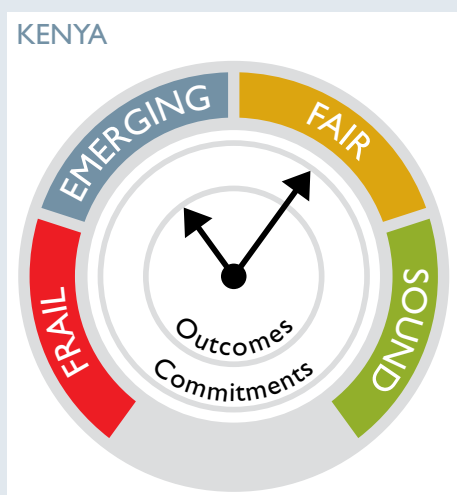 KENYA
EMERGING
FAIR
FRAIL
SOUND
Outcomes
Commitments